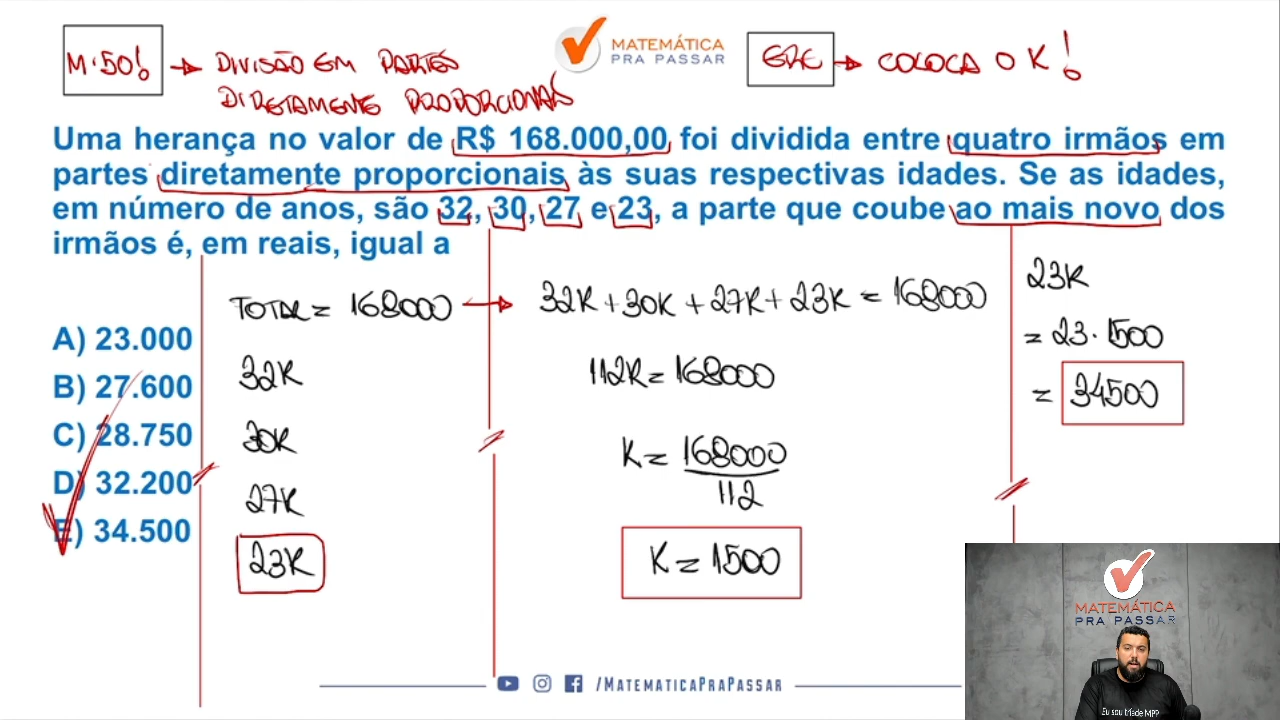 M.50! → DIVISÃO EM PARTES
DIRETAMENTE PROPORCIONAIS
MATEMÁTICA
PRA PASSAR
→ COLOCA O K!
Uma herança no valor de R$ 168.000,00 foi dividida entre quatro irmãos em
partes diretamente proporcionais às suas respectivas idades. Se as idades,
em número de anos, são 32, 30, 27 e 23, a parte que coube ao mais novo dos
irmãos é, em reais, igual a
A) 23.000
B) 27.600
C) 28.750
D) 32.200
E) 34.500
TOTAL = 168000 →
32K
30K
27K
23K
32K + 30K + 27K + 23K = 168000
112K = 168000
K = 168000
112
K = 1500
23K
= 23.1500
= 34500
MATEMÁTICA
PRA PASSAR
Eu sou Made MPP
/MATEMATICAPRAPASSAR